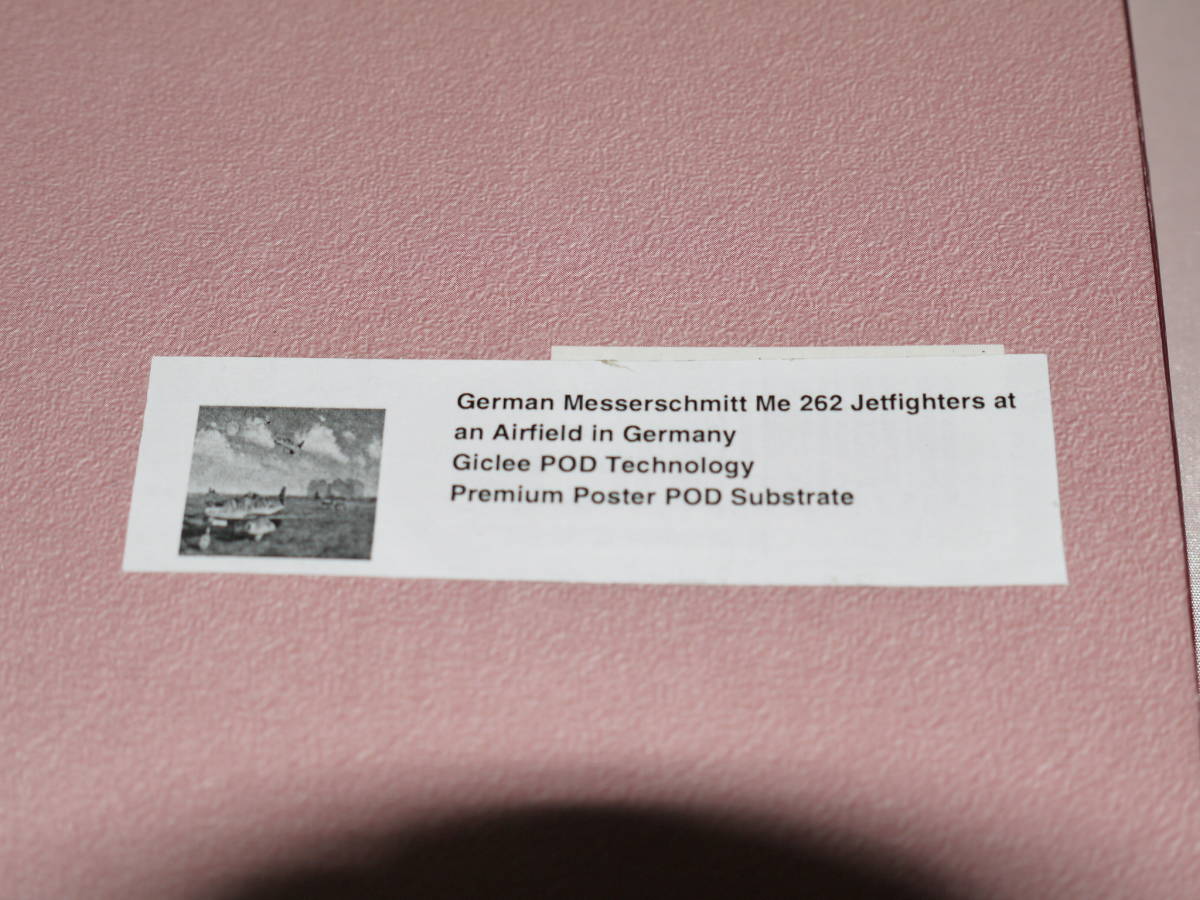 German Messerschmitt Me 262 Jetfighters at
an Airfield in Germany
Giclee POD Technology
Premium Poster POD Substrate